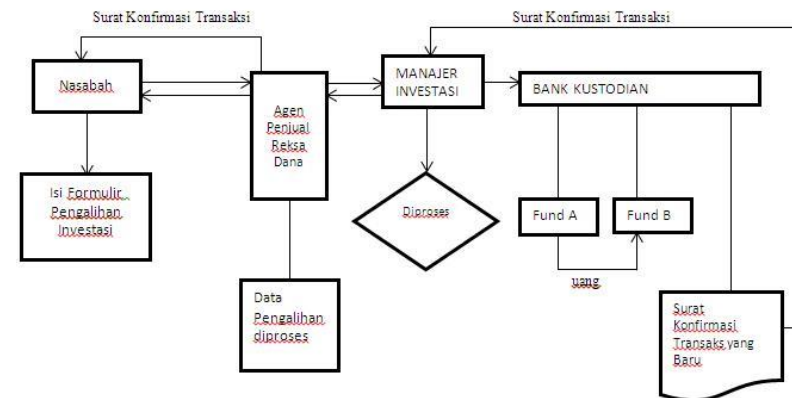 Surat Konfirmasi Transaksi
Surat Konfirmasi Transaksi
Nasabah
Agen
Penjual
Reksa
Dana
MANAJER
INVESTASI
BANK KUSTODIAN
Isi Formulir
Pengalihan
Investasi
Diproses
Fund A
Fund B
uang
Data
Pengalihan
diproses
Surat
Konfirmasi
Transaks yang
Baru